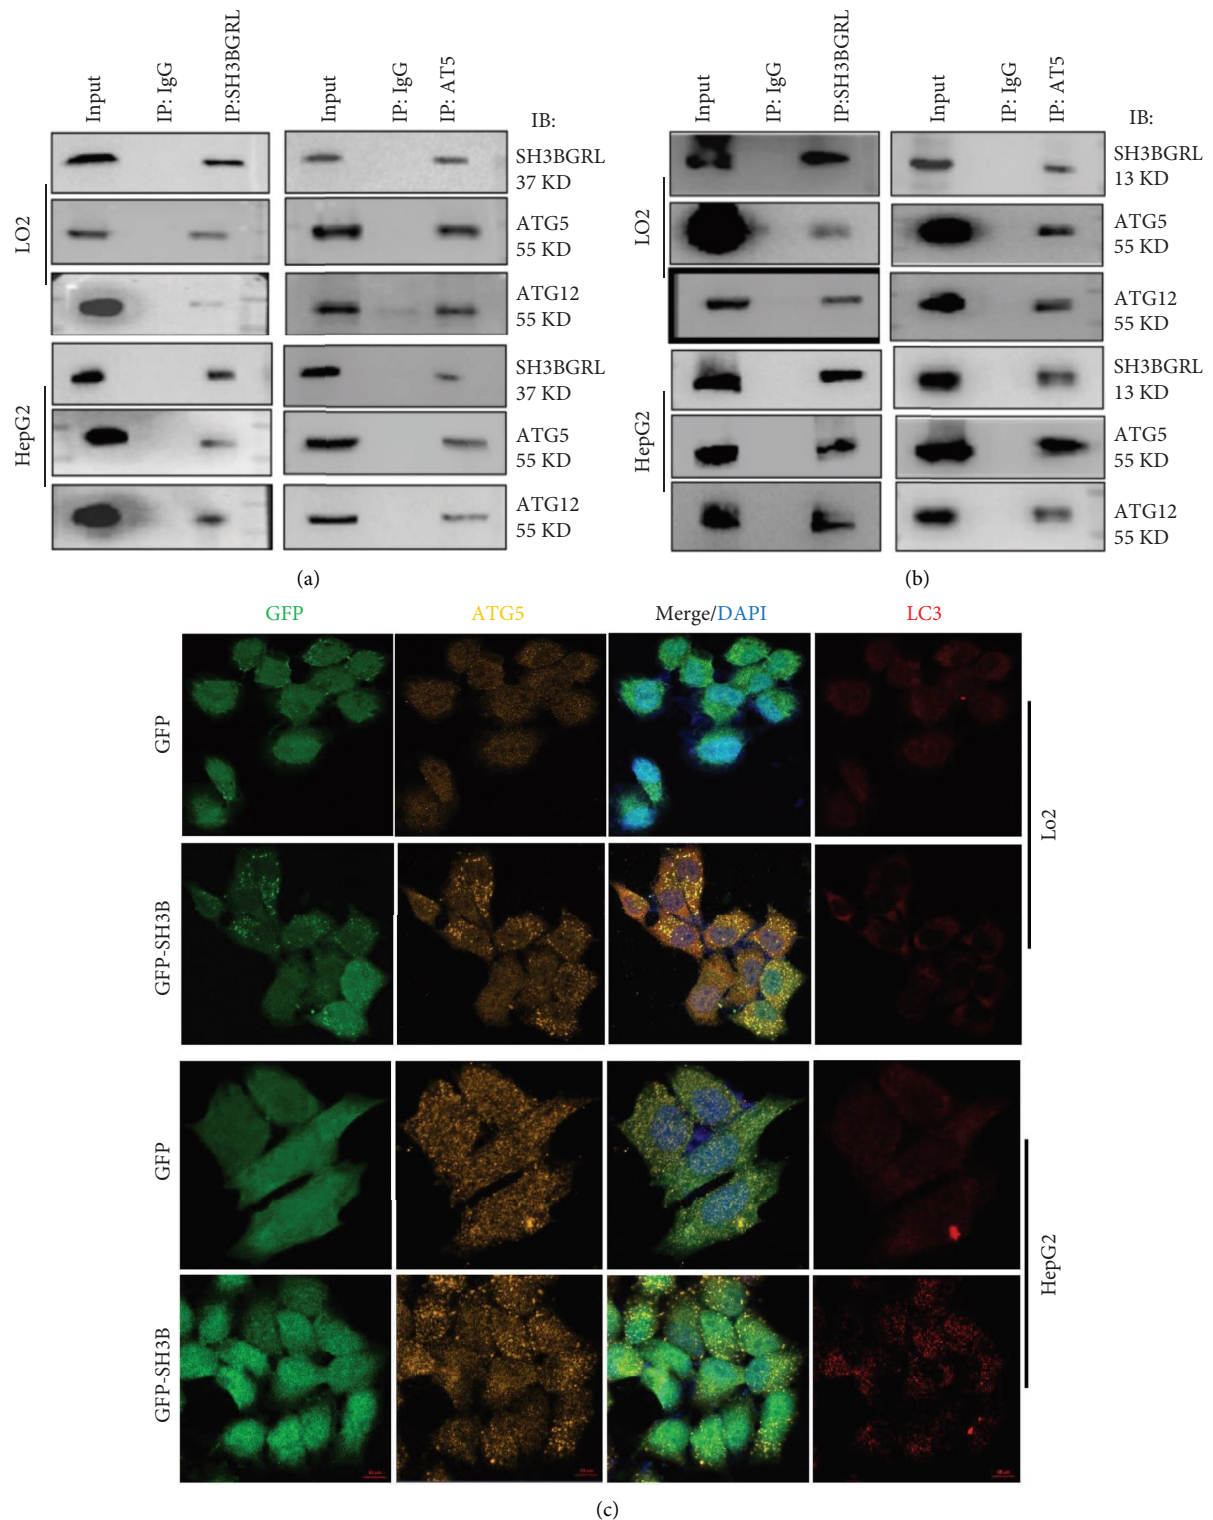 Input
IP: IgG
IP:SH3BGRL
Input
IP: IgG
IP: AT5
IB:
LO2
SH3BGRL
37 KD
ATG5
55 KD
ATG12
55 KD
HepG2
SH3BGRL
37 KD
ATG5
55 KD
ATG12
55 KD
(a)
Input
IP: IgG
IP:SH3BGRL
Input
IP: IgG
IP: AT5
IB:
LO2
SH3BGRL
13 KD
ATG5
55 KD
ATG12
55 KD
HepG2
SH3BGRL
13 KD
ATG5
55 KD
ATG12
55 KD
(b)
GFP
ATG5
Merge/DAPI
LC3
GFP
GFP-SH3B
Lo2
GFP
GFP-SH3B
HepG2
(c)